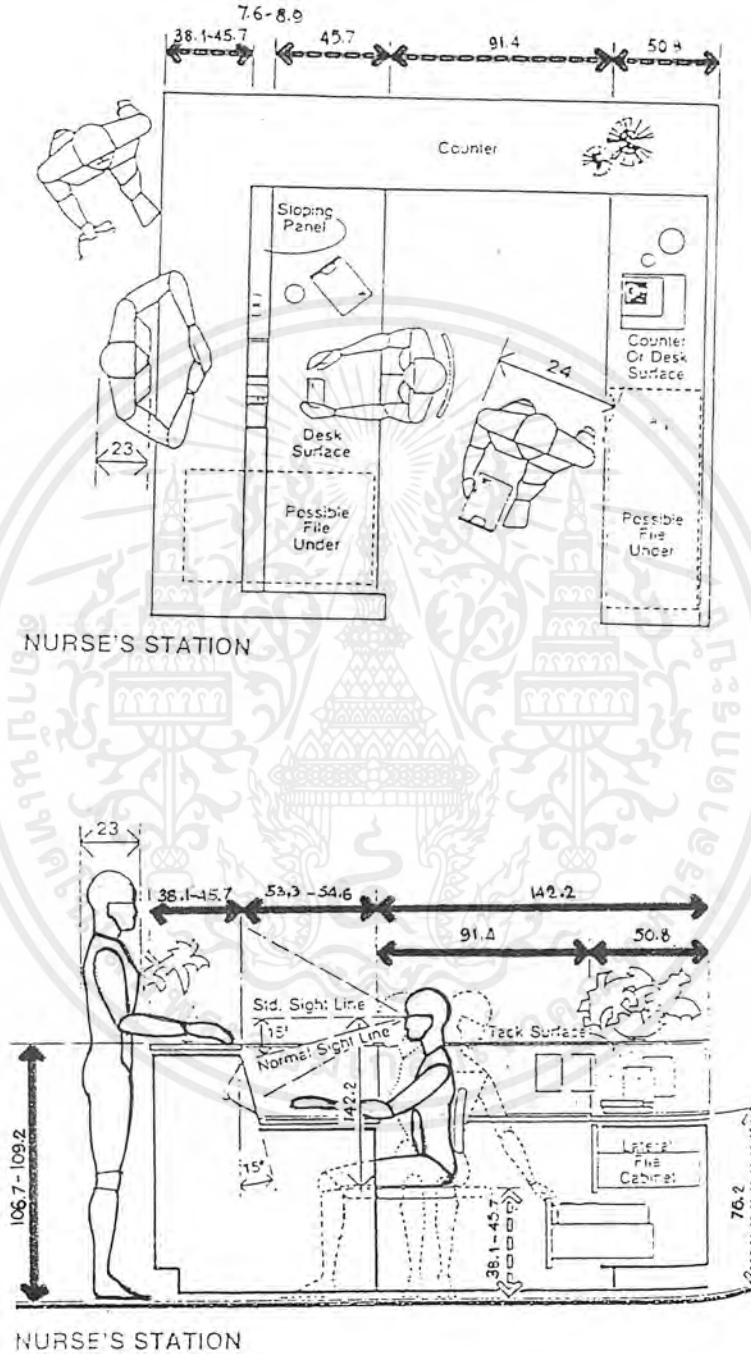 7.6-8.9
38.1-45.7
45.7
91.4
50.8
Counter
Sloping
Panel
Counter
Or Desk
Surface
24
23
Desk
Surface
Possible
File
Under
Possible
File
Under
NURSE'S STATION
23
38.1-45.7
53.3-54.6
142.2
91.4
50.8
Std. Sight Line
15°
Normal Sight Line
Tack Surface
142.2
106.7-109.2
15°
Lateral
File
Cabinet
38.1-45.7
76.2
NURSE'S STATION